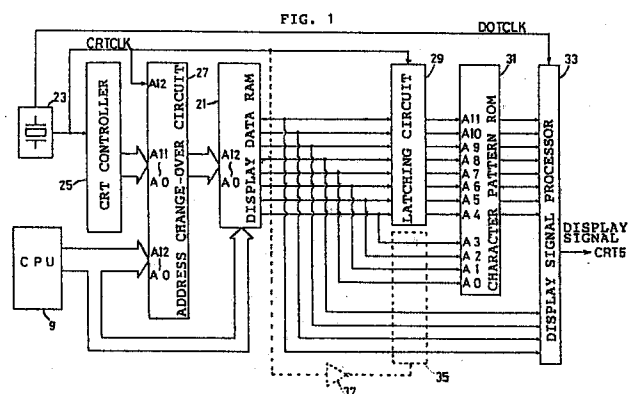 FIG. 1
DOTCLK
CRTCLK
23
25
CRT CONTROLLER
27
ADDRESS CHANGE-OVER CIRCUIT
A12
A11
A0
A12
A0
21
DISPLAY DATA RAM
A12
A0
29
LATCHING CIRCUIT
31
CHARACTER PATTERN ROM
A11
A10
A9
A8
A7
A6
A5
A4
A3
A2
A1
A0
33
DISPLAY SIGNAL PROCESSOR
DISPLAY
SIGNAL
CRT5
CPU
9
35
37